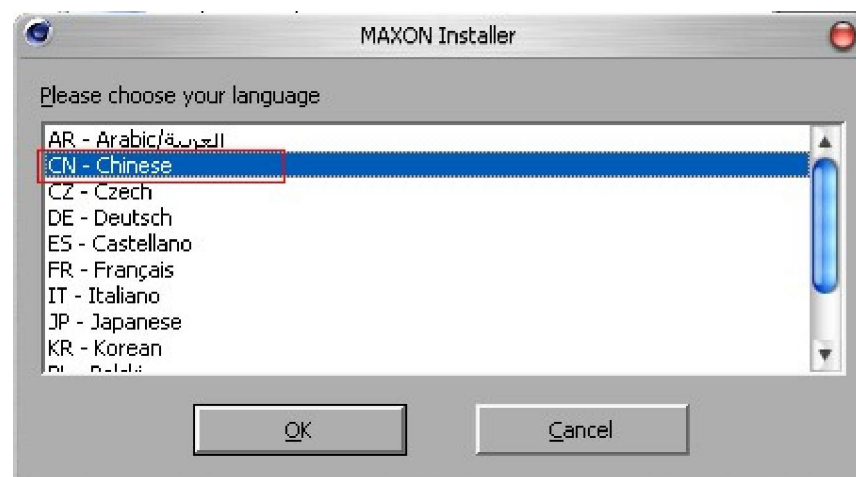 MAXON Installer
Please choose your language
AR - Arabic/العربية
CN - Chinese
CZ - Czech
DE - Deutsch
ES - Castellano
FR - Français
IT - Italiano
JP - Japanese
KR - Korean
OK
Cancel